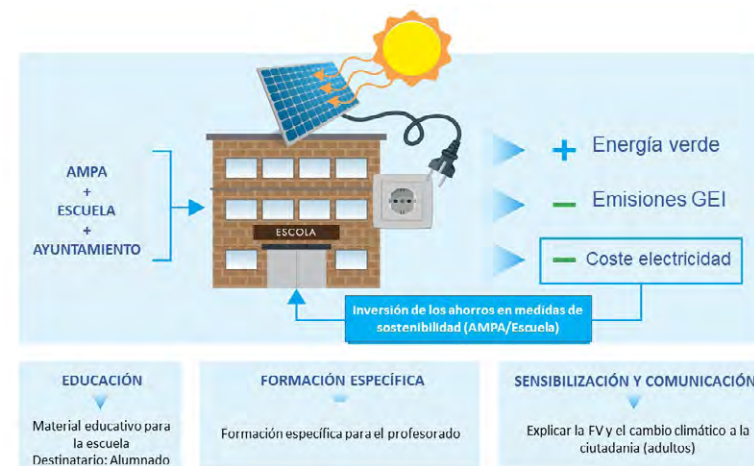 AMPA
+
ESCUELA
+
AYUNTAMIENTO
ESCOLA
+ Energía verde
− Emisiones GEI
− Coste electricidad
Inversión de los ahorros en medidas de
sostenibilidad (AMPA/Escuela)
EDUCACIÓN
Material educativo para
la escuela
Destinatario: Alumnado
FORMACIÓN ESPECÍFICA
Formación específica para el profesorado
SENSIBILIZACIÓN Y COMUNICACIÓN
Explicar la FV y el cambio climático a la
ciutadania (adultos)